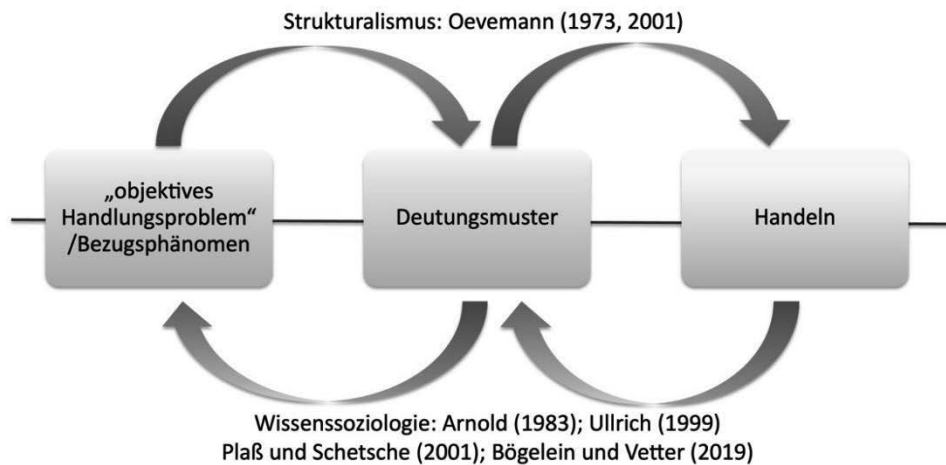 Strukturalismus: Oevemann (1973, 2001)
„objektives
Handlungsproblem“
/Bezugsphänomen
Deutungsmuster
Handeln
Wissenssoziologie: Arnold (1983); Ullrich (1999)
Plaß und Schetsche (2001); Bögelein und Vetter (2019)